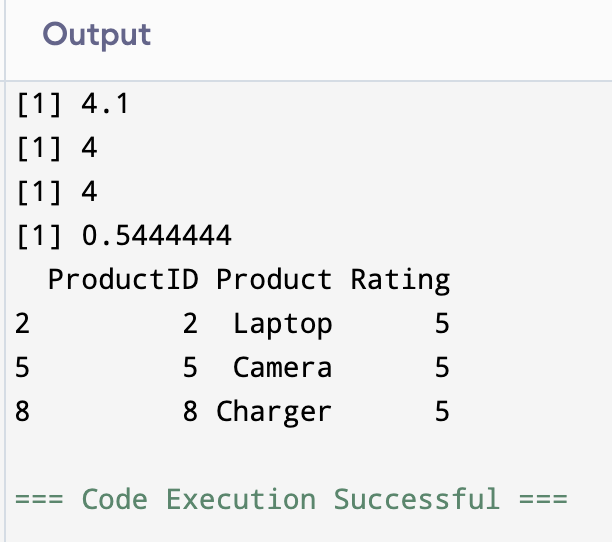 Output
[1] 4.1
[1] 4
[1] 4
[1] 0.5444444
  ProductID Product Rating
2         2  Laptop      5
5         5  Camera      5
8         8 Charger      5
=== Code Execution Successful ===